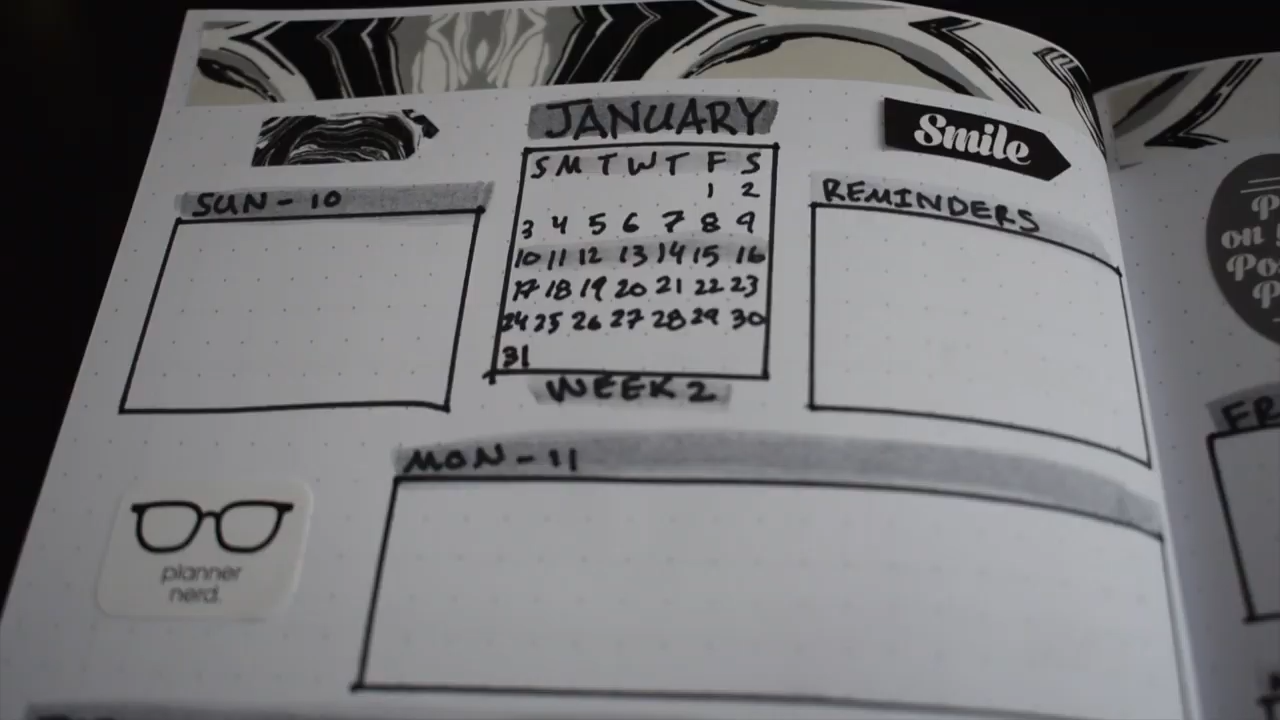 JANUARY
Smile
SUN - 10
S M T W T F S
1 2
3 4 5 6 7 8 9
10 11 12 13 14 15 16
17 18 19 20 21 22 23
24 25 26 27 28 29 30
31
WEEK 2
REMINDERS
MON - 11
planner
nerd.
on